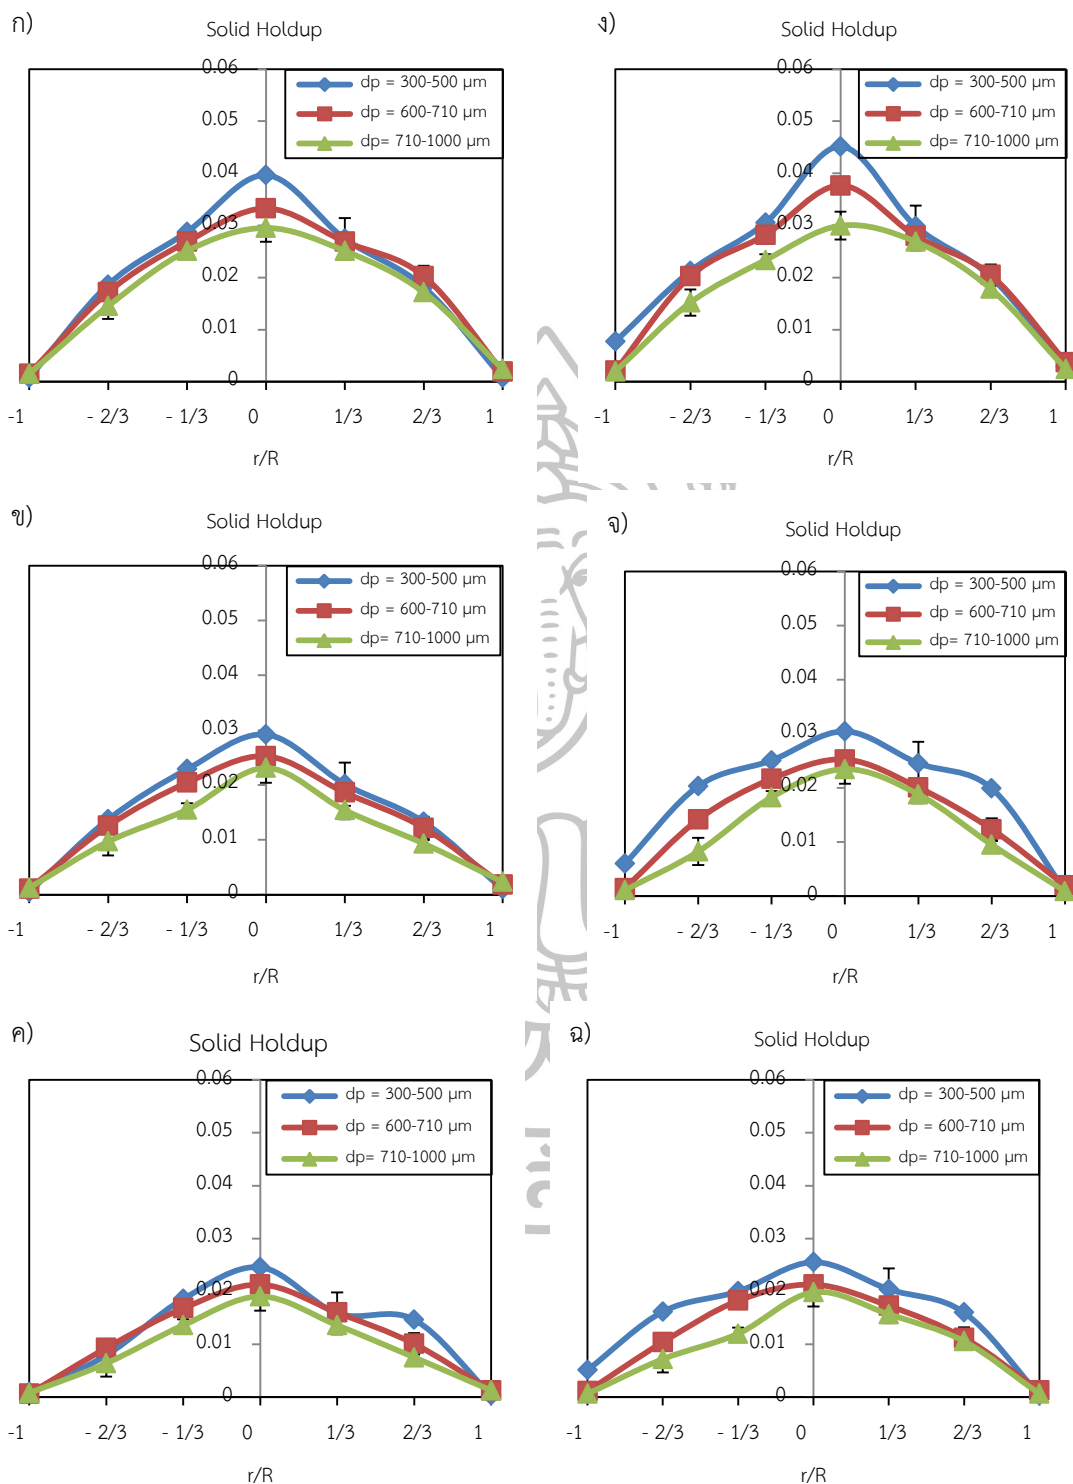 ก)
Solid Holdup
0.06
0.05
0.04
0.03
0.02
0.01
0
dp = 300-500 µm
dp = 600-710 µm
dp= 710-1000 µm
-1 - 2/3 - 1/3 0 1/3 2/3 1
r/R
ง)
Solid Holdup
0.06
0.05
0.04
0.03
0.02
0.01
0
dp = 300-500 µm
dp = 600-710 µm
dp= 710-1000 µm
-1 - 2/3 - 1/3 0 1/3 2/3 1
r/R
ข)
Solid Holdup
0.06
0.05
0.04
0.03
0.02
0.01
0
dp = 300-500 µm
dp = 600-710 µm
dp= 710-1000 µm
-1 - 2/3 - 1/3 0 1/3 2/3 1
r/R
จ)
Solid Holdup
0.06
0.05
0.04
0.03
0.02
0.01
0
dp = 300-500 µm
dp = 600-710 µm
dp= 710-1000 µm
-1 - 2/3 - 1/3 0 1/3 2/3 1
r/R
ค)
Solid Holdup
0.06
0.05
0.04
0.03
0.02
0.01
0
dp = 300-500 µm
dp = 600-710 µm
dp= 710-1000 µm
-1 - 2/3 - 1/3 0 1/3 2/3 1
r/R
ฉ)
Solid Holdup
0.06
0.05
0.04
0.03
0.02
0.01
0
dp = 300-500 µm
dp = 600-710 µm
dp= 710-1000 µm
-1 - 2/3 - 1/3 0 1/3 2/3 1
r/R